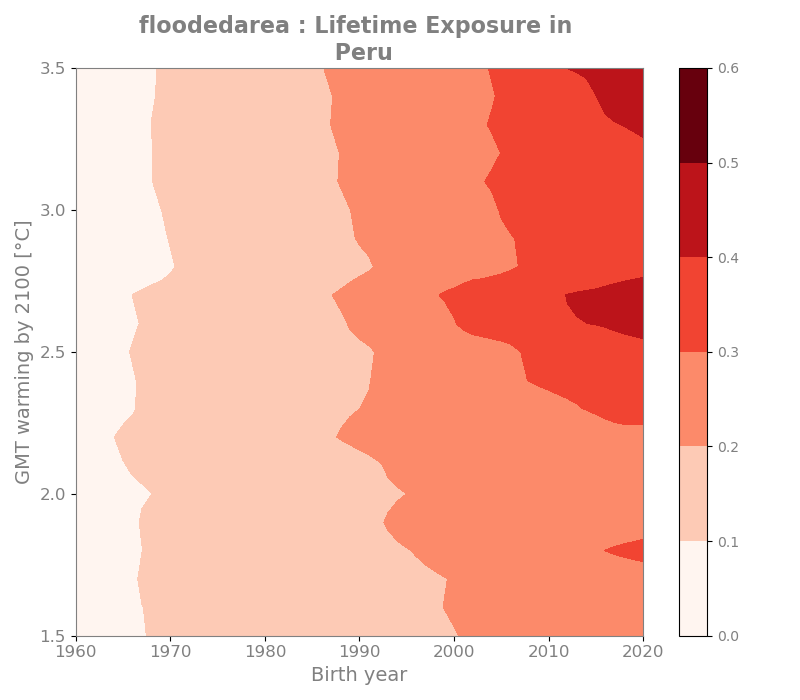 floodedarea : Lifetime Exposure in
Peru
3.5
3.0
2.5
2.0
1.5
GMT warming by 2100 [°C]
1960 1970 1980 1990 2000 2010 2020
Birth year
0.6
0.5
0.4
0.3
0.2
0.1
0.0